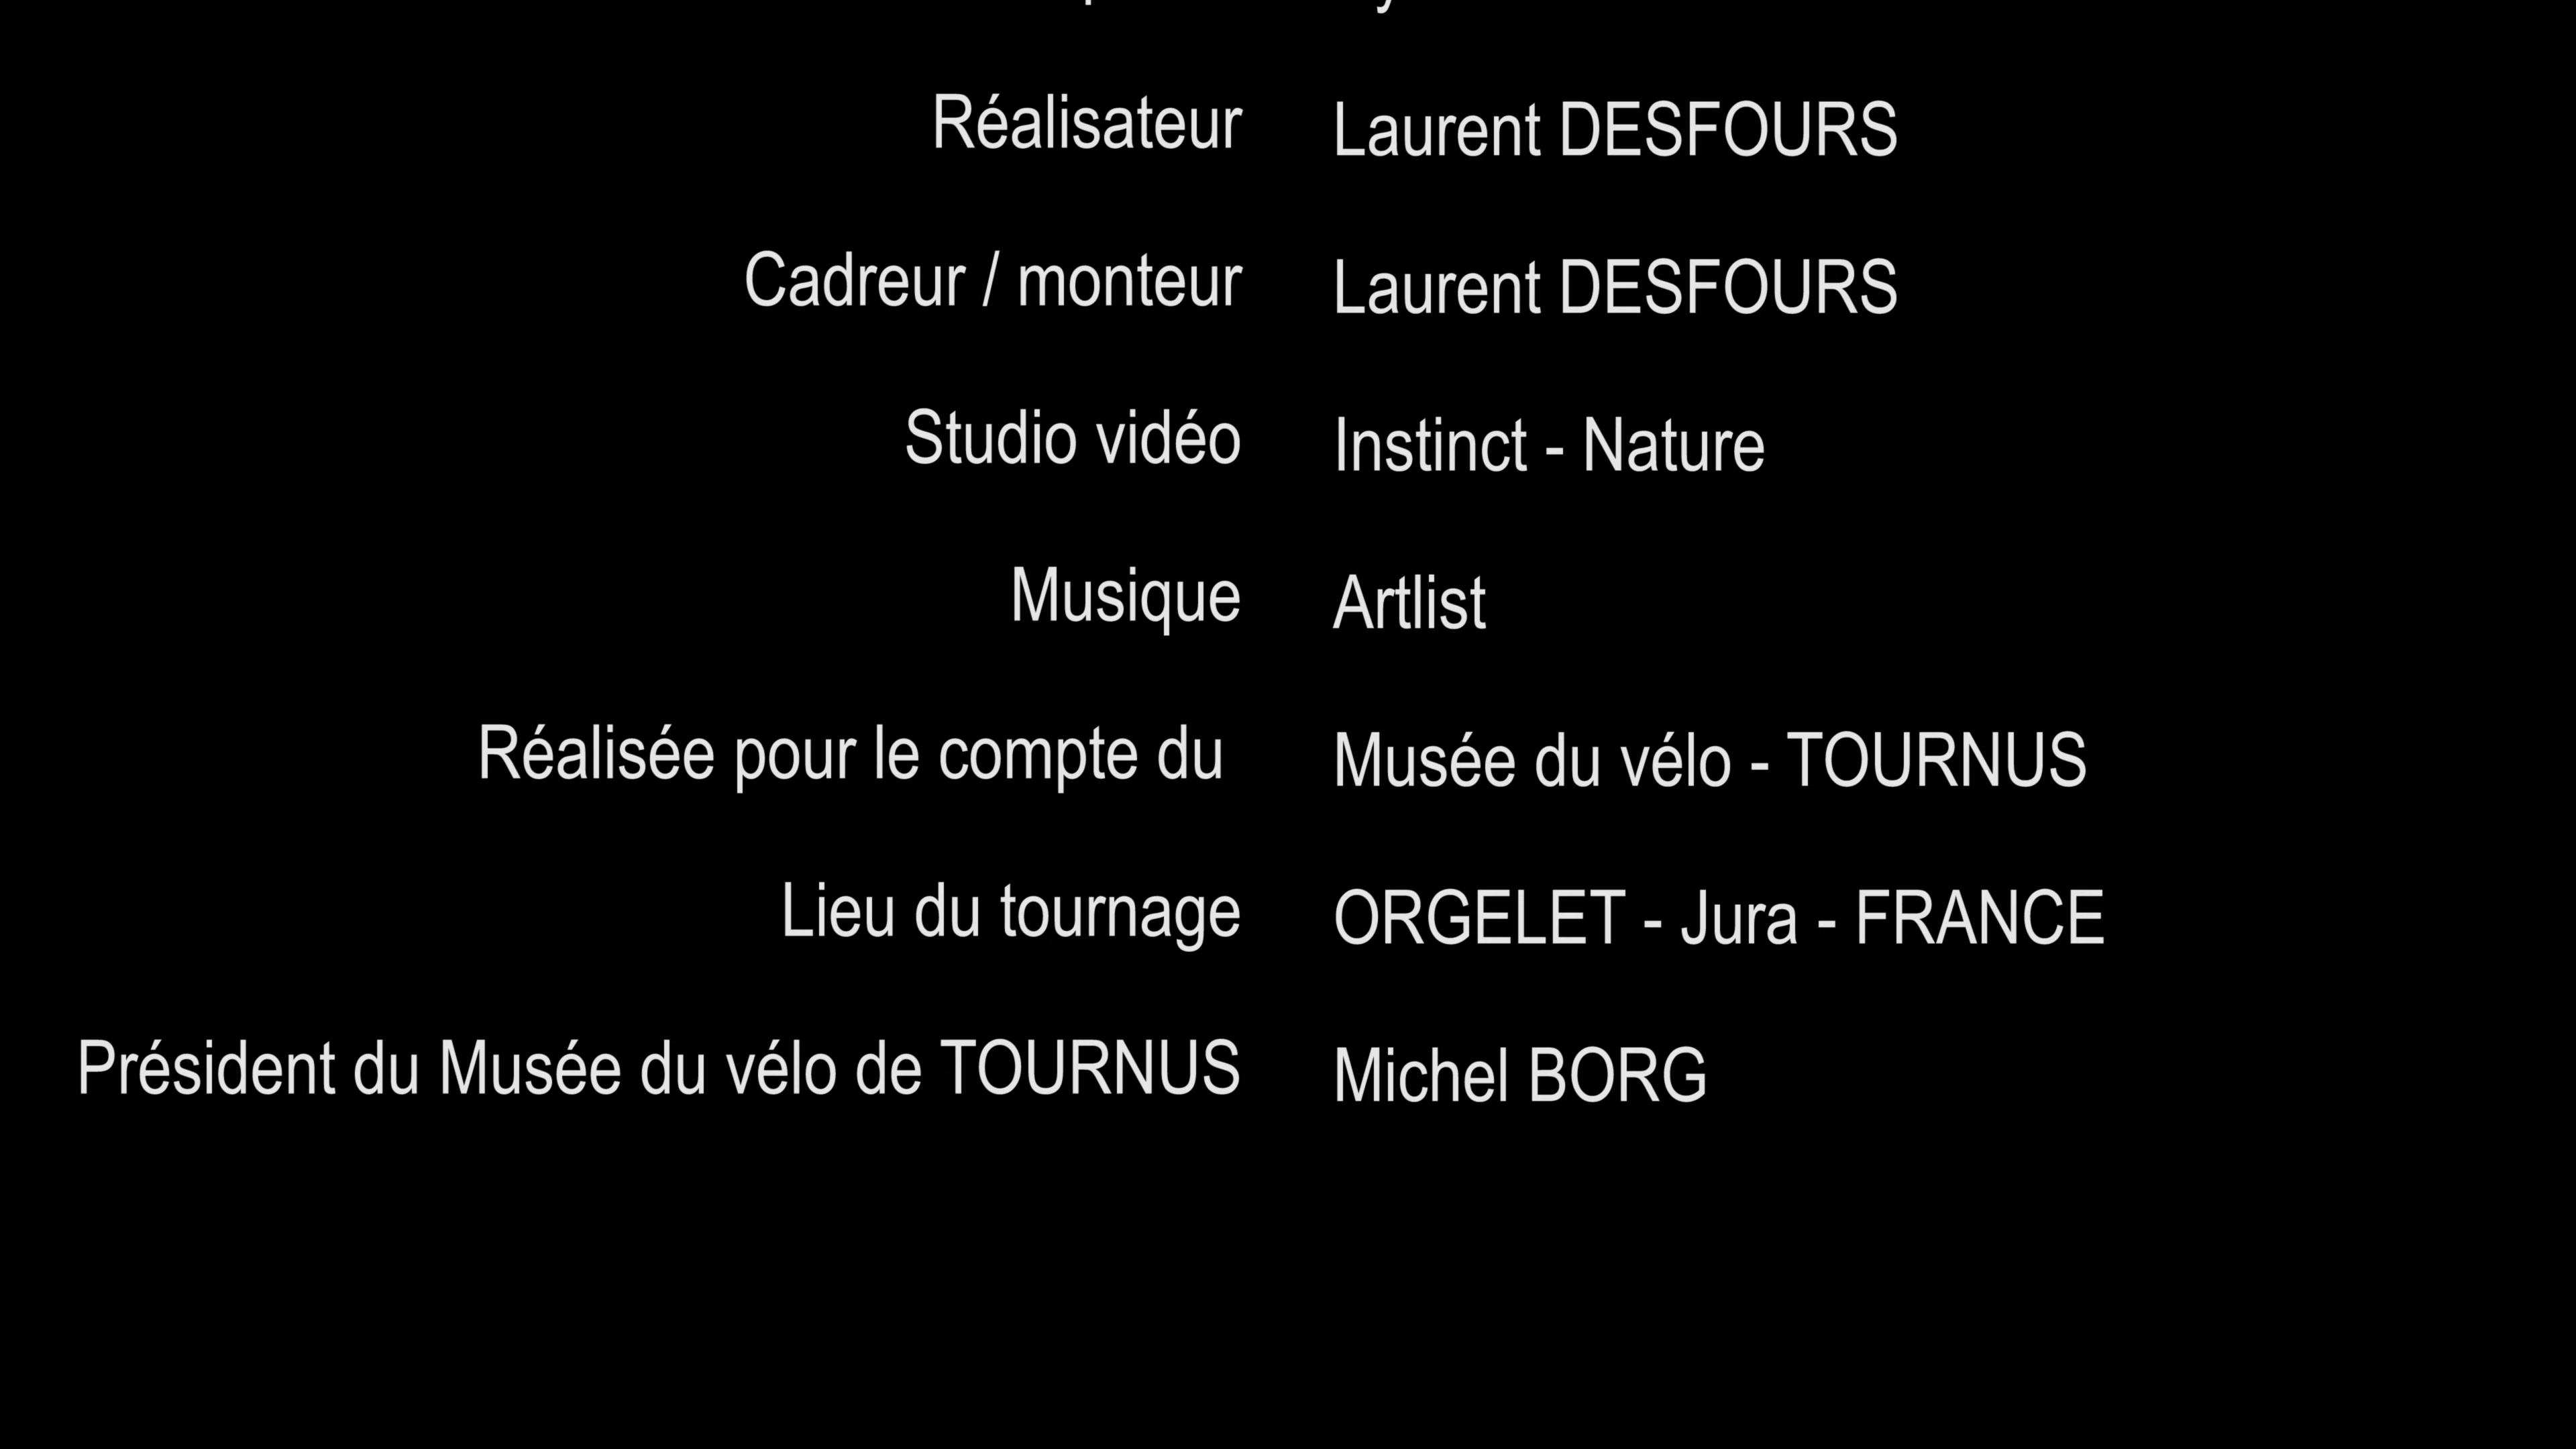 Réalisateur Laurent DESFOURS
Cadreur / monteur Laurent DESFOURS
Studio vidéo Instinct - Nature
Musique Artlist
Réalisée pour le compte du Musée du vélo - TOURNUS
Lieu du tournage ORGELET - Jura - FRANCE
Président du Musée du vélo de TOURNUS Michel BORG